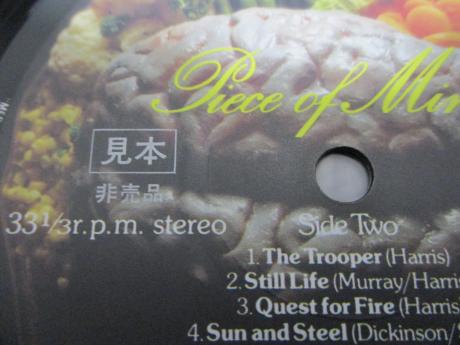 Piece of Min
見本
非売品
33 1/3 r.p.m. stereo
Side Two
1. The Trooper (Harris)
2. Still Life (Murray/Harris
3. Quest for Fire (Harris)
4. Sun and Steel (Dickinson/S